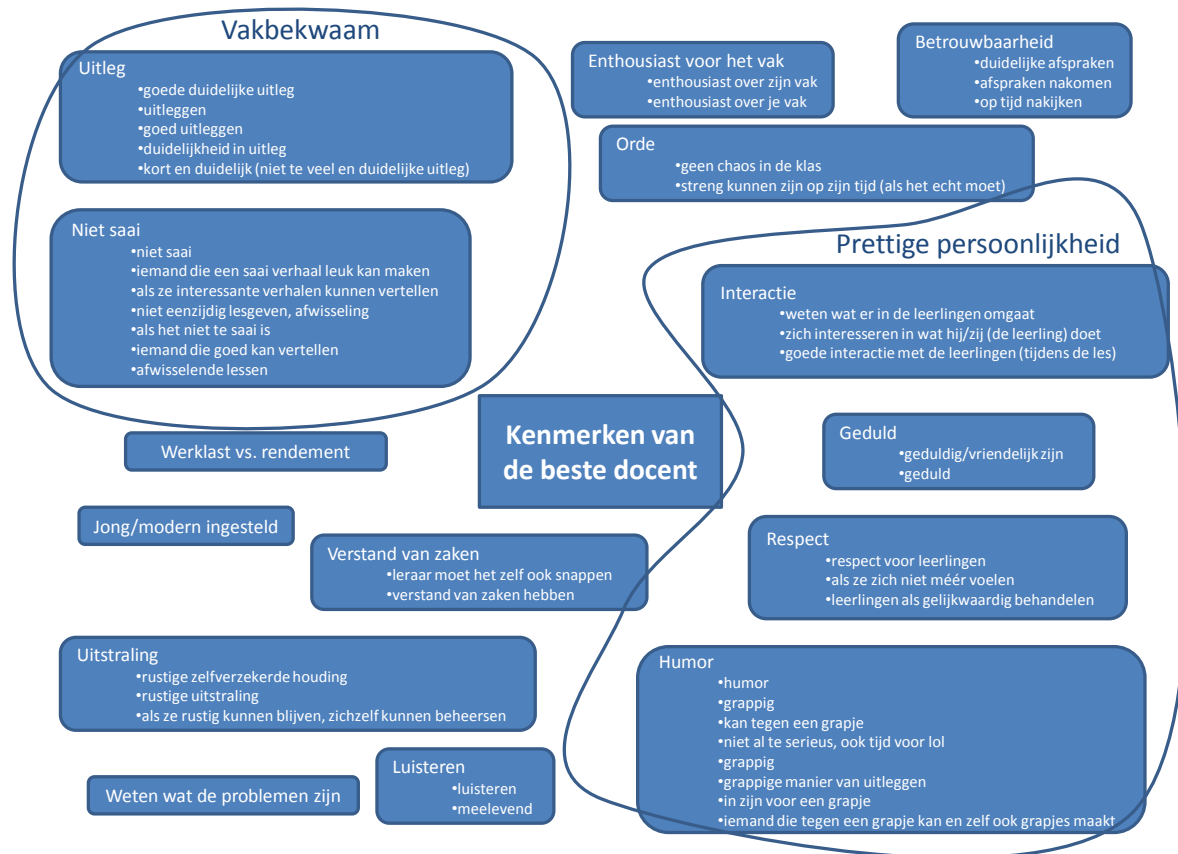 Vakbekwaam
Uitleg
•goede duidelijke uitleg
•uitleggen
•goed uitleggen
•duidelijkheid in uitleg
•kort en duidelijk (niet te veel en duidelijke uitleg)
Niet saai
•niet saai
•iemand die een saai verhaal leuk kan maken
•als ze interessante verhalen kunnen vertellen
•niet eenzijdig lesgeven, afwisseling
•als het niet te saai is
•iemand die goed kan vertellen
•afwisselende lessen
Enthousiast voor het vak
•enthousiast over zijn vak
•enthousiast over je vak
Betrouwbaarheid
•duidelijke afspraken
•afspraken nakomen
•op tijd nakijken
Orde
•geen chaos in de klas
•streng kunnen zijn op zijn tijd (als het echt moet)
Prettige persoonlijkheid
Interactie
•weten wat er in de leerlingen omgaat
•zich interesseren in wat hij/zij (de leerling) doet
•goede interactie met de leerlingen (tijdens de les)
Kenmerken van
de beste docent
Werklast vs. rendement
Geduld
•geduldig/vriendelijk zijn
•geduld
Jong/modern ingesteld
Verstand van zaken
•leraar moet het zelf ook snappen
•verstand van zaken hebben
Respect
•respect voor leerlingen
•als ze zich niet méér voelen
•leerlingen als gelijkwaardig behandelen
Uitstraling
•rustige zelfverzekerde houding
•rustige uitstraling
•als ze rustig kunnen blijven, zichzelf kunnen beheersen
Humor
•humor
•grappig
•kan tegen een grapje
•niet al te serieus, ook tijd voor lol
•grappig
•grappige manier van uitleggen
•in zijn voor een grapje
•iemand die tegen een grapje kan en zelf ook grapjes maakt
Luisteren
•luisteren
•meelevend
Weten wat de problemen zijn